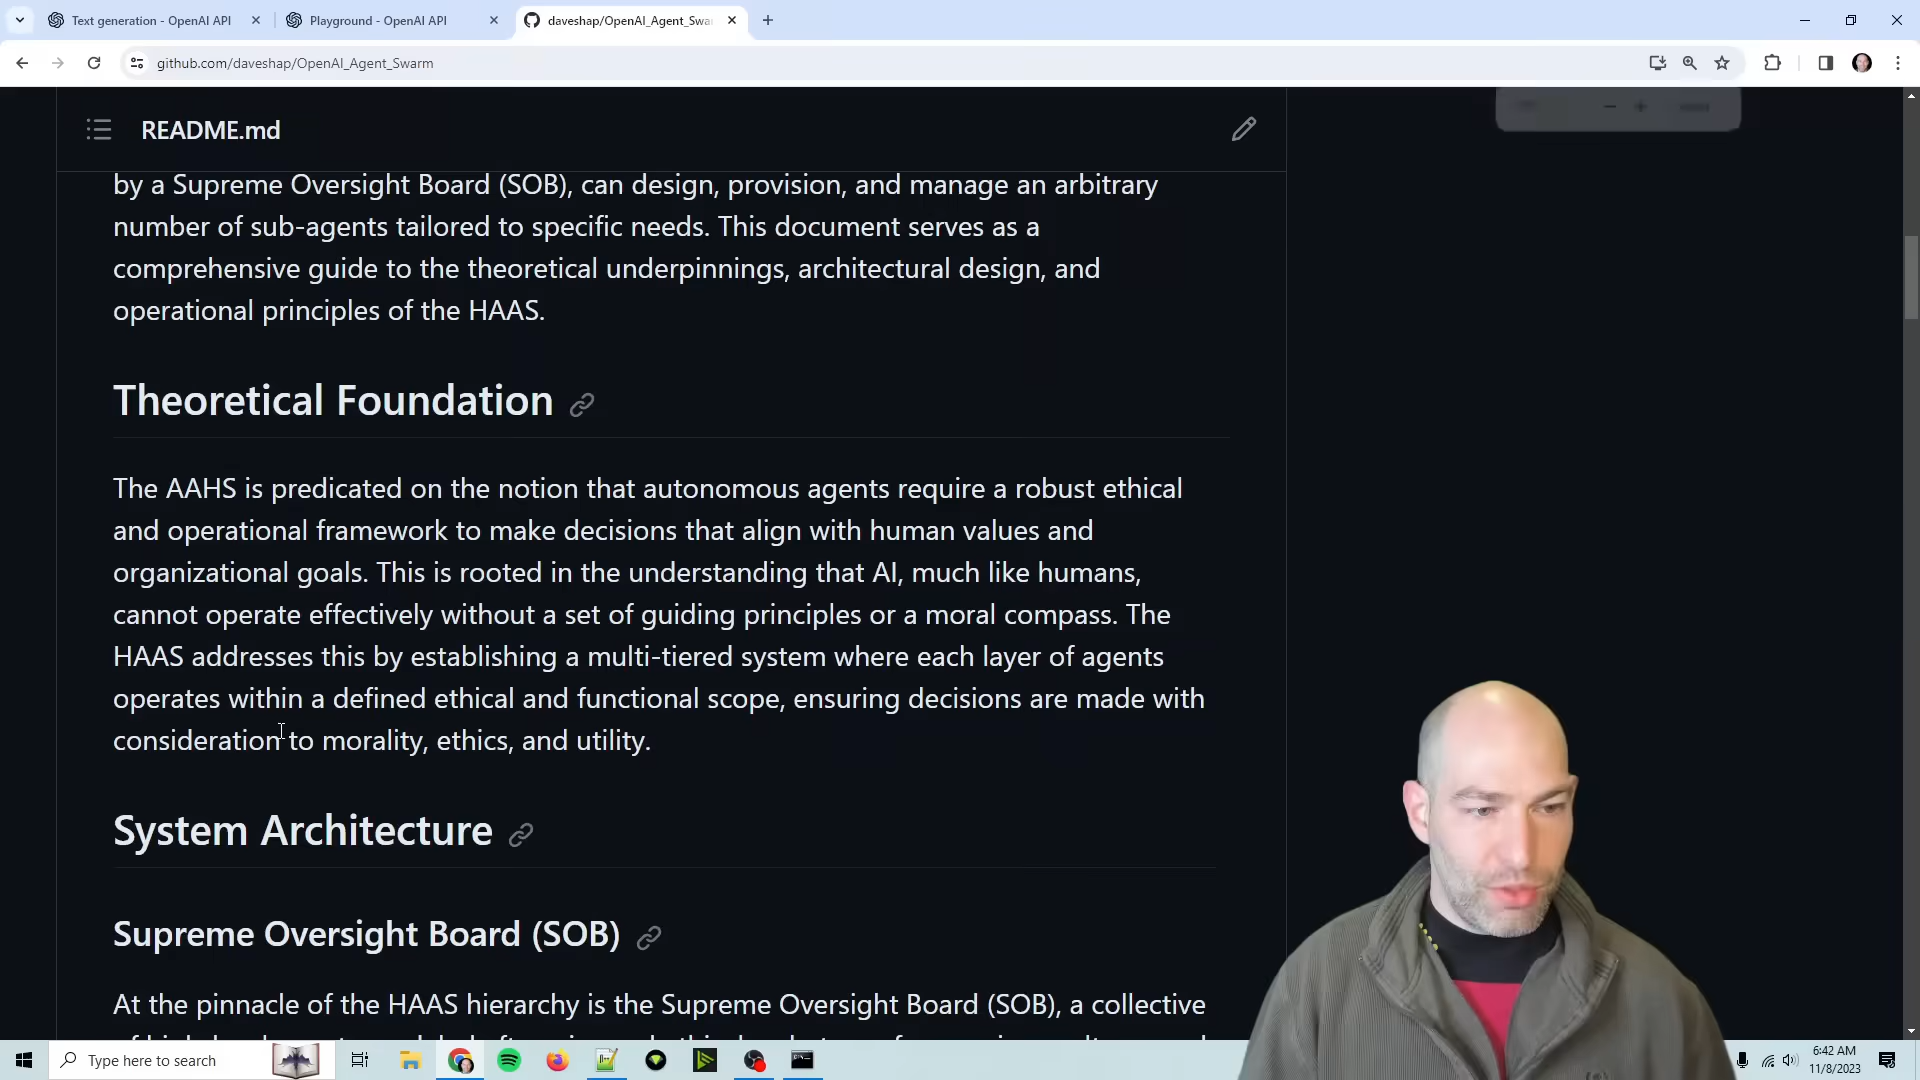 Text generation - OpenAI API
Playground - OpenAI API
daveshap/OpenAI_Agent_Swa
github.com/daveshap/OpenAI_Agent_Swarm
README.md
by a Supreme Oversight Board (SOB), can design, provision, and manage an arbitrary
number of sub-agents tailored to specific needs. This document serves as a
comprehensive guide to the theoretical underpinnings, architectural design, and
operational principles of the HAAS.
Theoretical Foundation
The AAHS is predicated on the notion that autonomous agents require a robust ethical
and operational framework to make decisions that align with human values and
organizational goals. This is rooted in the understanding that AI, much like humans,
cannot operate effectively without a set of guiding principles or a moral compass. The
HAAS addresses this by establishing a multi-tiered system where each layer of agents
operates within a defined ethical and functional scope, ensuring decisions are made with
consideration to morality, ethics, and utility.
System Architecture
Supreme Oversight Board (SOB)
At the pinnacle of the HAAS hierarchy is the Supreme Oversight Board (SOB), a collective
Type here to search
6:42 AM
11/8/2023